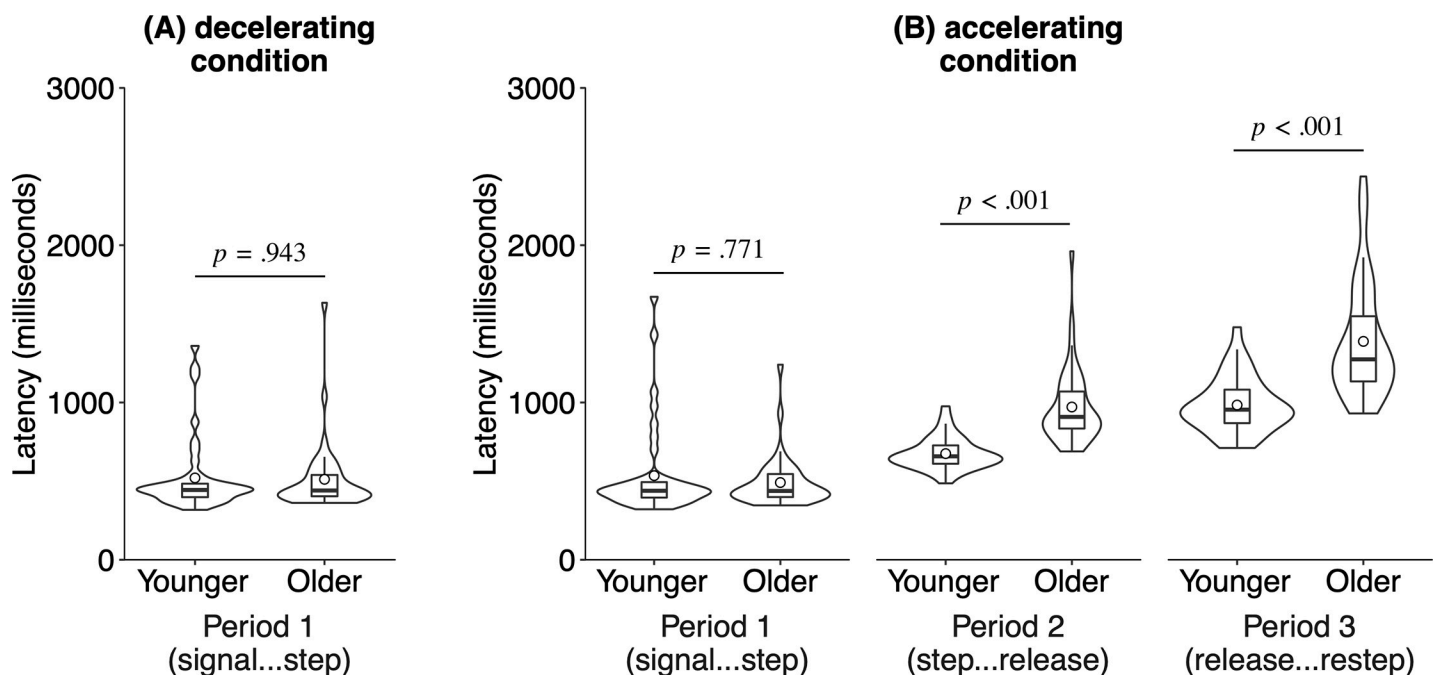 (A) decelerating
condition
3000
2000
1000
0
Latency (milliseconds)
p = .943
Younger
Older
Period 1
(signal...step)
(B) accelerating
condition
3000
2000
1000
0
Latency (milliseconds)
p = .771
Younger
Older
Period 1
(signal...step)
p < .001
Younger
Older
Period 2
(step...release)
p < .001
Younger
Older
Period 3
(release...restep)